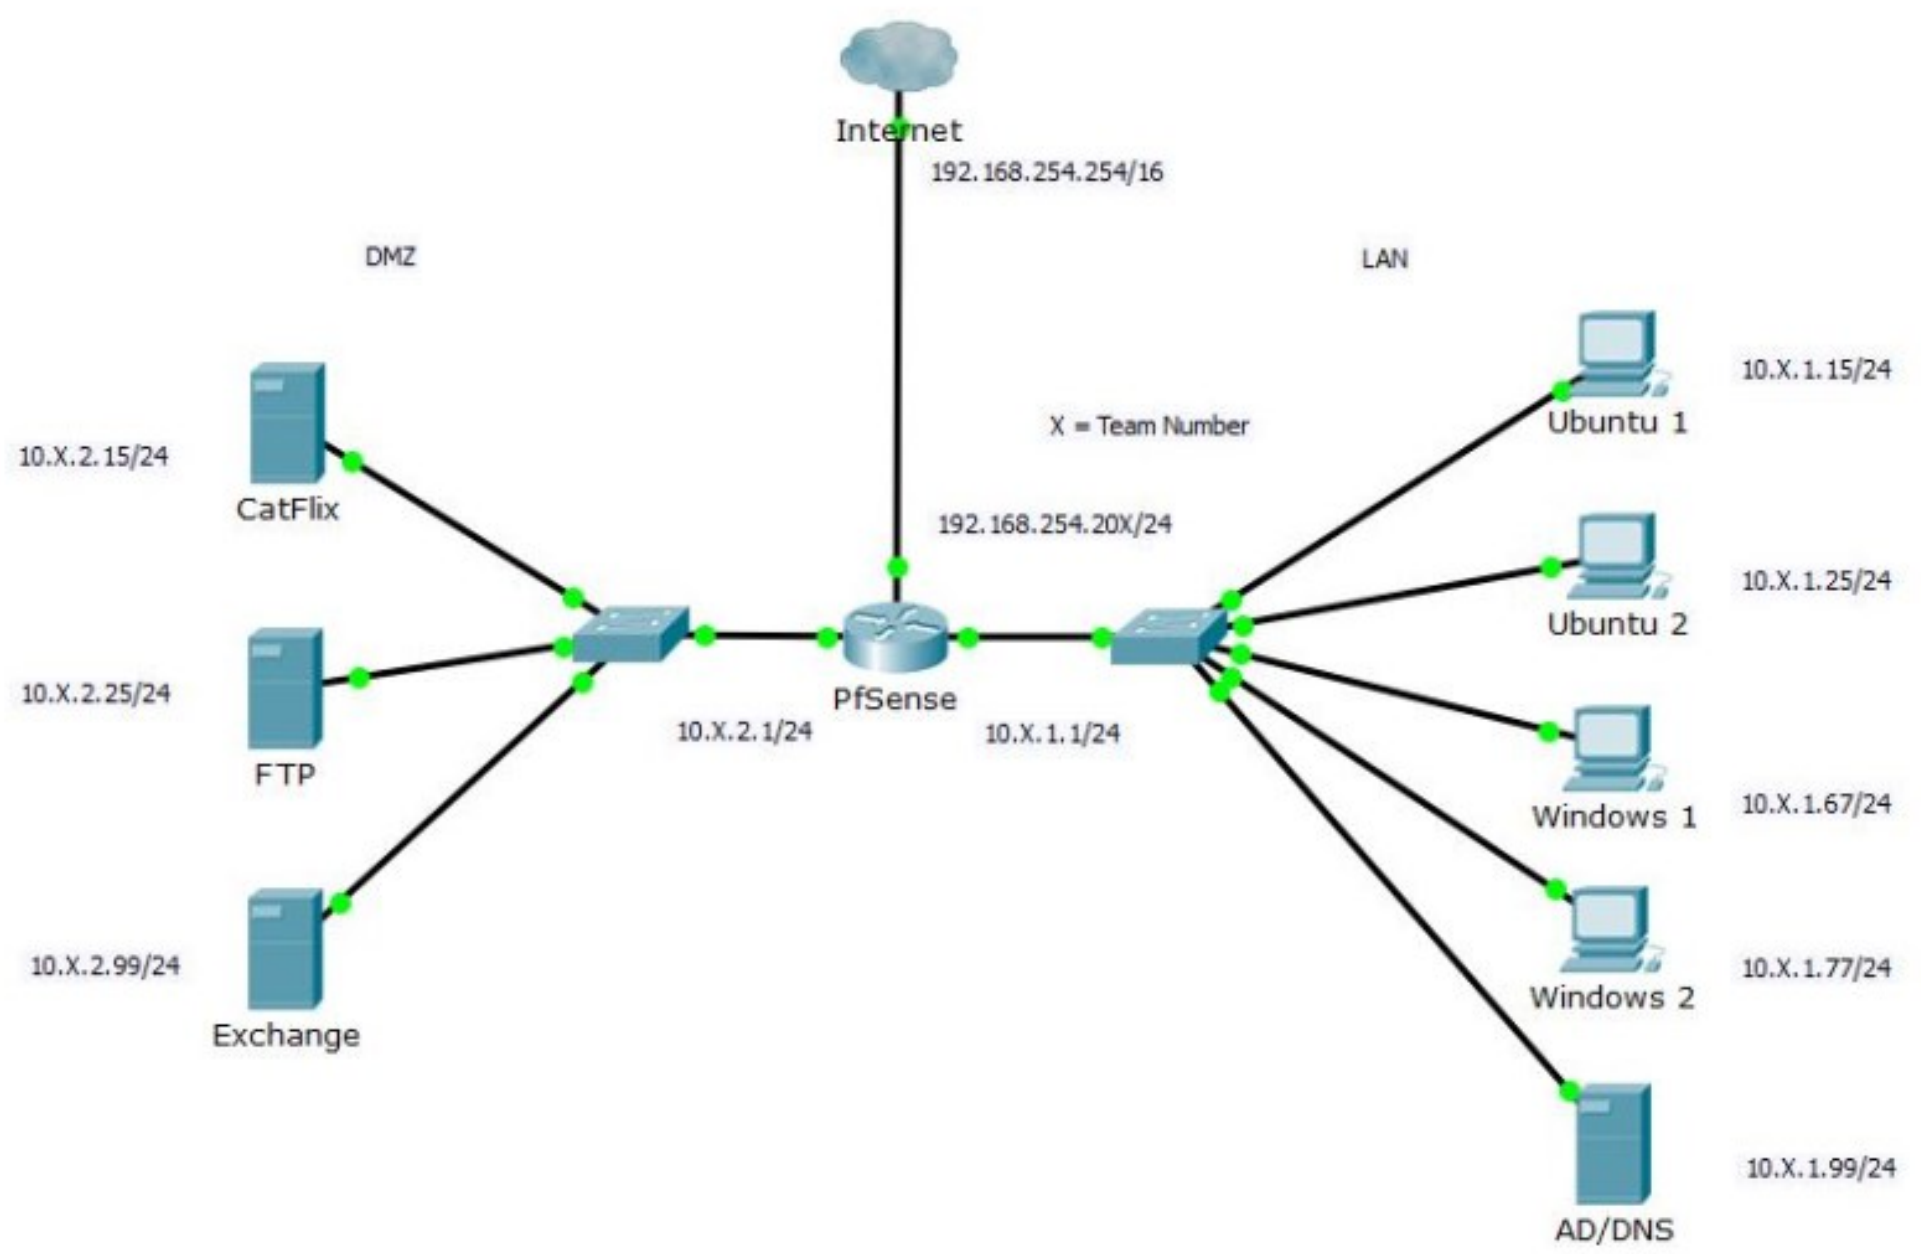 Internet
192.168.254.254/16
DMZ
LAN
10.X.1.15/24
Ubuntu 1
X = Team Number
10.X.2.15/24
CatFlix
192.168.254.20X/24
10.X.1.25/24
Ubuntu 2
10.X.2.25/24
FTP
PfSense
10.X.2.1/24
10.X.1.1/24
10.X.1.67/24
Windows 1
10.X.2.99/24
Exchange
10.X.1.77/24
Windows 2
10.X.1.99/24
AD/DNS